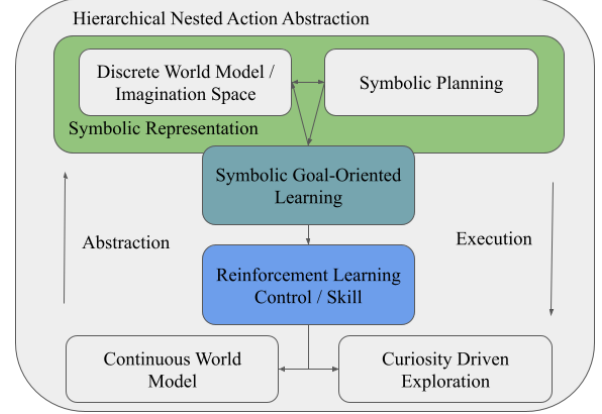 Hierarchical Nested Action Abstraction
Discrete World Model /
Imagination Space
Symbolic Planning
Symbolic Representation
Symbolic Goal-Oriented
Learning
Abstraction
Execution
Reinforcement Learning
Control / Skill
Continuous World
Model
Curiosity Driven
Exploration